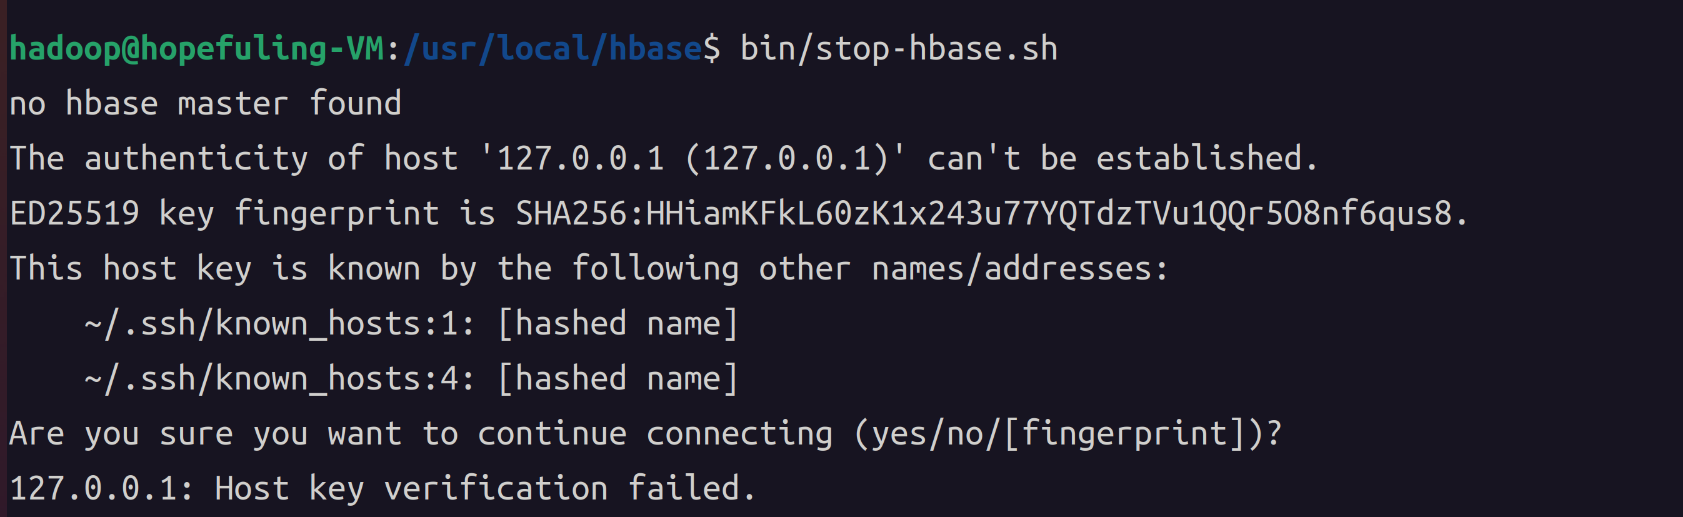 hadoop@hopefuling-VM:/usr/local/hbase$ bin/stop-hbase.sh
no hbase master found
The authenticity of host '127.0.0.1 (127.0.0.1)' can't be established.
ED25519 key fingerprint is SHA256:HHiamKFkL60zK1x243u77YQTdzTVu1QQr5O8nf6qus8.
This host key is known by the following other names/addresses:
    ~/.ssh/known_hosts:1: [hashed name]
    ~/.ssh/known_hosts:4: [hashed name]
Are you sure you want to continue connecting (yes/no/[fingerprint])?
127.0.0.1: Host key verification failed.